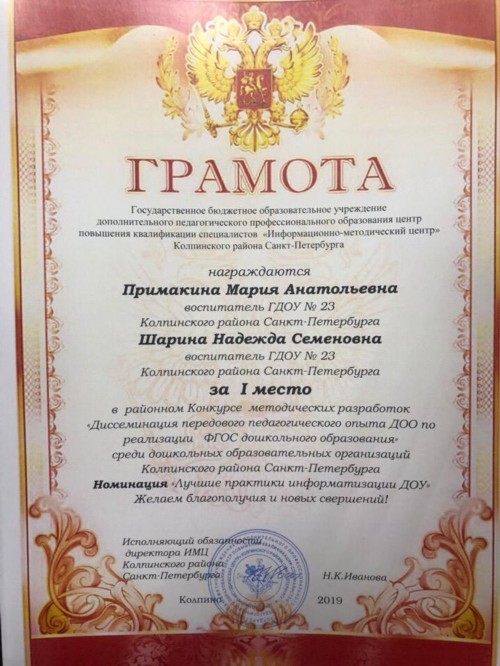 ГРАМОТА
Государственное бюджетное образовательное учреждение
дополнительного педагогического профессионального образования центр
повышения квалификации специалистов «Информационно-методический центр»
Колпинского района Санкт-Петербурга
награждаются
Примакина Мария Анатольевна
воспитатель ГДОУ № 23
Колпинского района Санкт-Петербурга
Шарина Надежда Семеновна
воспитатель ГДОУ № 23
Колпинского района Санкт-Петербурга
за I место
в районном Конкурсе методических разработок
«Диссеминация передового педагогического опыта ДОО по
реализации ФГОС дошкольного образования»
среди дошкольных образовательных организаций
Колпинского района Санкт-Петербурга
Номинация «Лучшие практики информатизации ДОУ»
Желаем благополучия и новых свершений!
Исполняющий обязанности
директора ИМЦ
Колпинского района
Санкт-Петербурга Н.К.Иванова
Колпино 2019